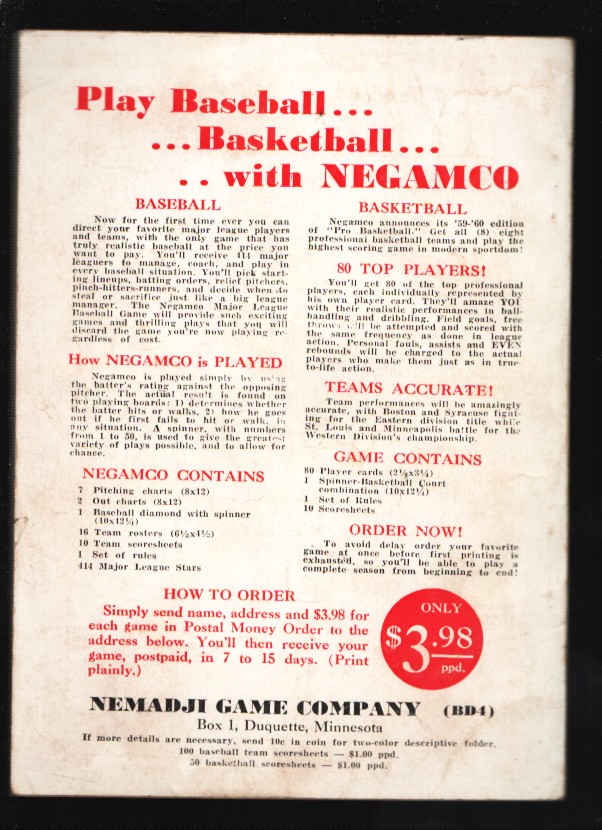 Play Baseball...
...Basketball...
. . with NEGAMCO
BASEBALL
Now for the first time ever you can
direct your favorite major league players
and teams, with the only game that has
truly realistic baseball at the price you
want to pay. You'll receive 414 major
leaguers to manage, coach, and play in
every baseball situation. You'll pick start-
ing lineups, batting orders, relief pitchers,
pinch-hitters-runners, and decide when to
steal or sacrifice just like a big league
manager. The Negamco Major League
Baseball Game will provide such exciting
games and thrilling plays that you will
discard the game you're now playing re-
gardless of cost.
How NEGAMCO is PLAYED
Negamco is played simply by using
the batter's rating against the opposing
pitcher. The actual result is found on
two playing boards: 1) determines whether
the batter hits or walks, 2) how he goes
out if he first fails to hit or walk, in
any situation. A spinner, with numbers
from 1 to 50, is used to give the greatest
variety of plays possible, and to allow for
chance.
NEGAMCO CONTAINS
7 Pitching charts (8x12)
2 Out charts (8x12)
1 Baseball diamond with spinner
(10x12¼)
16 Team rosters (6½x4½)
10 Team scoresheets
1 Set of rules
414 Major League Stars
BASKETBALL
Negamco announces its '59-'60 edition
of "Pro Basketball." Get all (8) eight
professional basketball teams and play the
highest scoring game in modern sportdom!
80 TOP PLAYERS!
You'll get 80 of the top professional
players, each individually represented by
his own player card. They'll amaze YOU
with their realistic performances in ball-
handling and dribbling. Field goals, free
throws will be attempted and scored with
the same frequency as done in league
action. Personal fouls, assists and EVEN
rebounds will be charged to the actual
players who make them just as in true-
to-life action.
TEAMS ACCURATE!
Team performances will be amazingly
accurate, with Boston and Syracuse fight-
ing for the Eastern division title while
St. Louis and Minneapolis battle for the
Western Division's championship.
GAME CONTAINS
80 Player cards (2¼x3¼)
1 Spinner-Basketball Court
combination (10x12¼)
1 Set of Rules
10 Scoresheets
ORDER NOW!
To avoid delay order your favorite
game at once before first printing is
exhausted, so you'll be able to play a
complete season from beginning to end!
HOW TO ORDER
Simply send name, address and $3.98 for
each game in Postal Money Order to the
address below. You'll then receive your
game, postpaid, in 7 to 15 days. (Print
plainly.)
ONLY
$3.98
ppd.
NEMADJI GAME COMPANY (BD4)
Box 1, Duquette, Minnesota
If more details are necessary, send 10c in coin for two-color descriptive folder.
100 baseball team scoresheets — $1.00 ppd.
50 basketball scoresheets — $1.00 ppd.